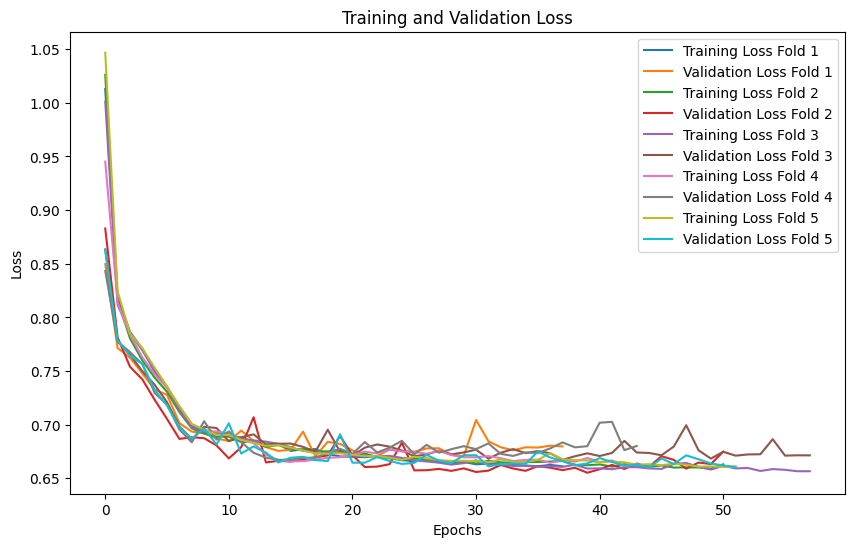 Training and Validation Loss
1.05
1.00
0.95
0.90
0.85
0.80
0.75
0.70
0.65
Loss
Training Loss Fold 1
Validation Loss Fold 1
Training Loss Fold 2
Validation Loss Fold 2
Training Loss Fold 3
Validation Loss Fold 3
Training Loss Fold 4
Validation Loss Fold 4
Training Loss Fold 5
Validation Loss Fold 5
0 10 20 30 40 50
Epochs